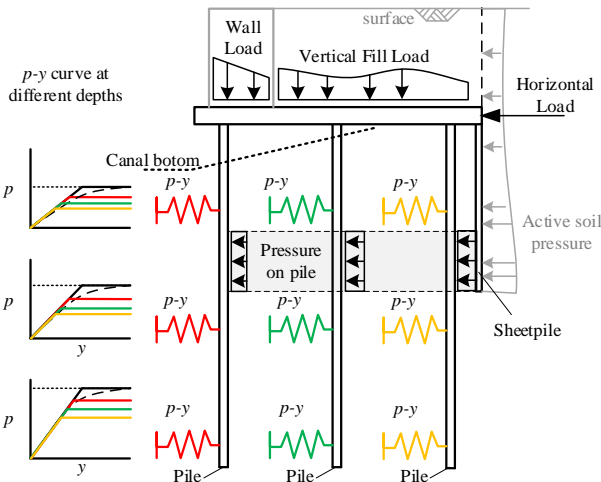 surface
Wall
Load
Vertical Fill Load
p-y curve at
different depths
Horizontal
Load
Canal botom
p
p-y
p-y
p-y
Active soil
pressure
Pressure
on pile
p
y
p-y
p-y
p-y
Sheetpile
p
y
p-y
p-y
p-y
Pile
Pile
Pile